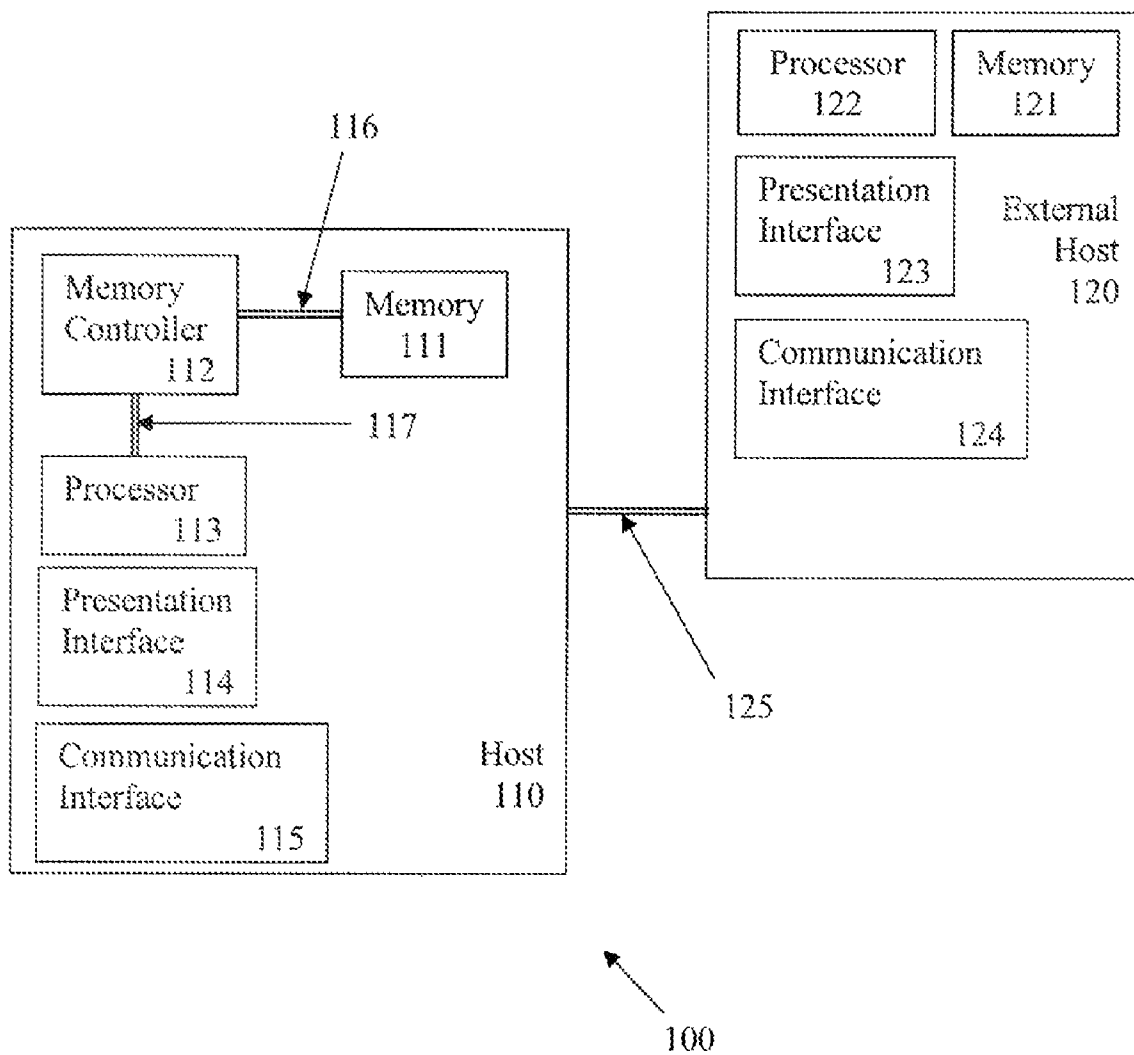 116
Memory
Controller
112
Memory
111
117
Processor
113
Presentation
Interface
114
Communication
Interface
115
Host
110
Processor
122
Memory
121
Presentation
Interface
123
External
Host
120
Communication
Interface
124
125
100